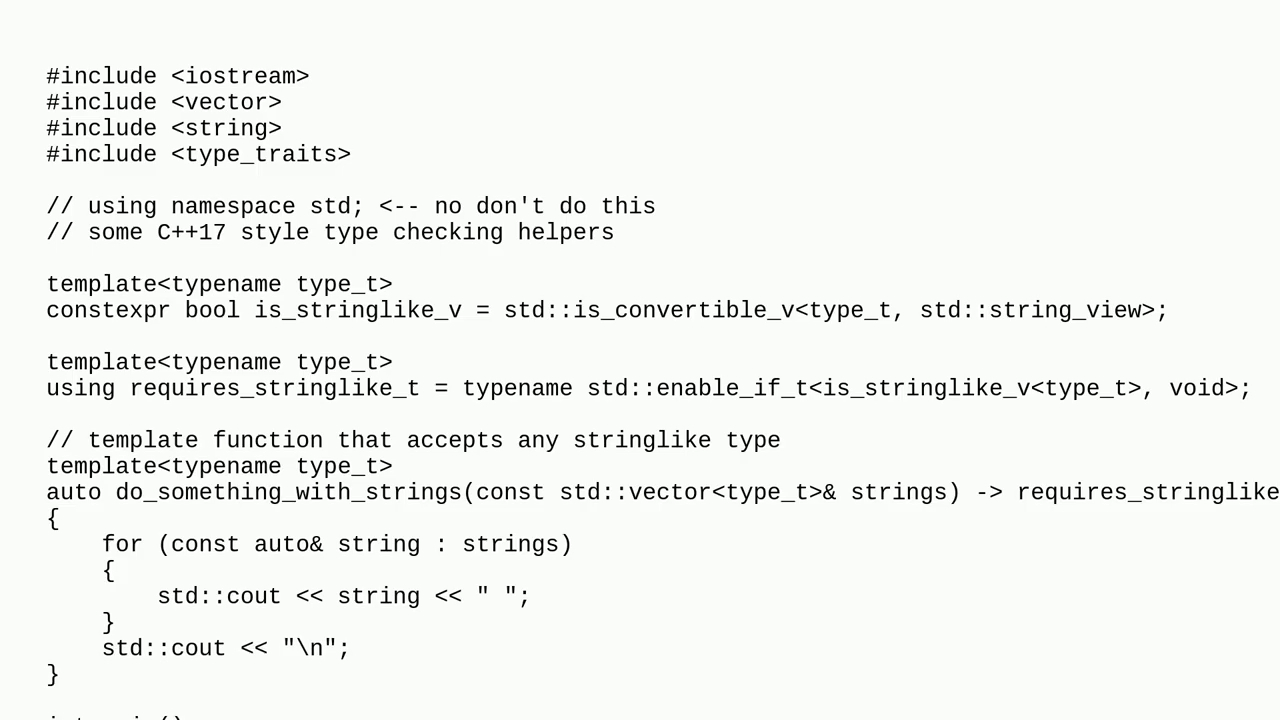 #include <iostream>
#include <vector>
#include <string>
#include <type_traits>
// using namespace std; <-- no don't do this
// some C++17 style type checking helpers
template<typename type_t>
constexpr bool is_stringlike_v = std::is_convertible_v<type_t, std::string_view>;
template<typename type_t>
using requires_stringlike_t = typename std::enable_if_t<is_stringlike_v<type_t>, void>;
// template function that accepts any stringlike type
template<typename type_t>
auto do_something_with_strings(const std::vector<type_t>& strings) -> requires_stringlike
{
    for (const auto& string : strings)
    {
        std::cout << string << " ";
    }
    std::cout << "\n";
}